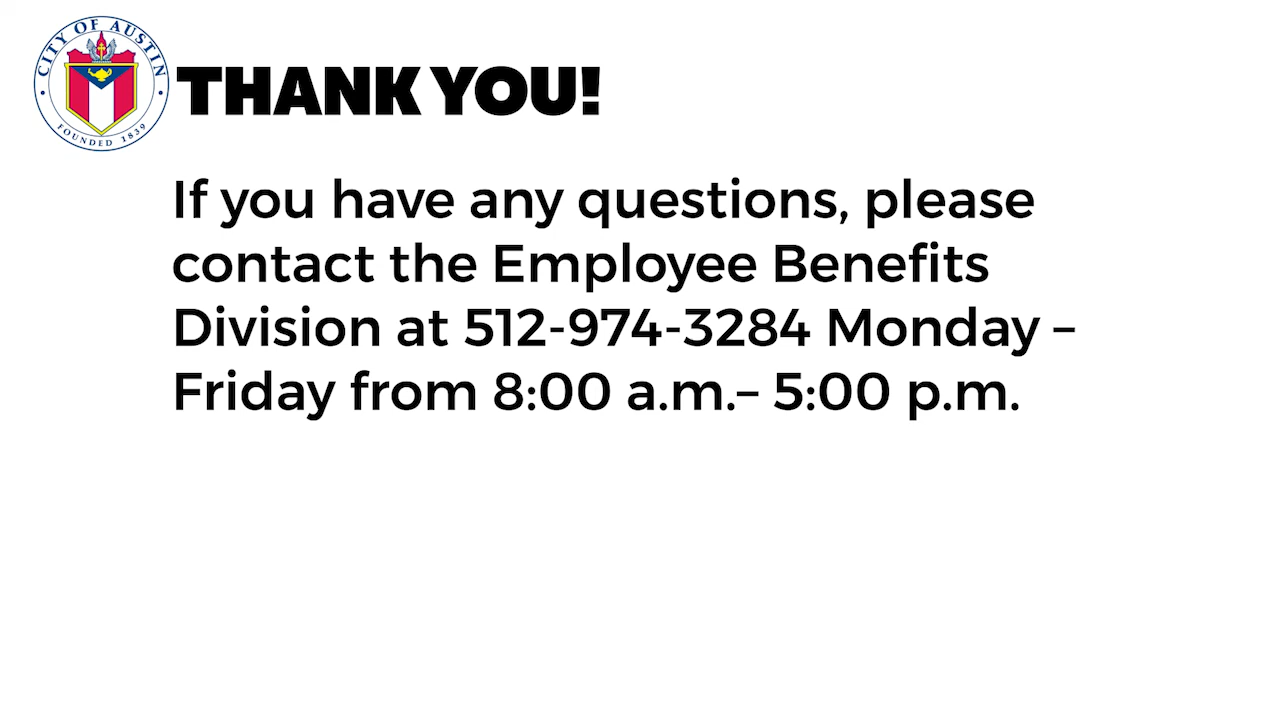 CITY OF AUSTIN
FOUNDED 1839
THANK YOU!
If you have any questions, please
contact the Employee Benefits
Division at 512-974-3284 Monday –
Friday from 8:00 a.m.– 5:00 p.m.